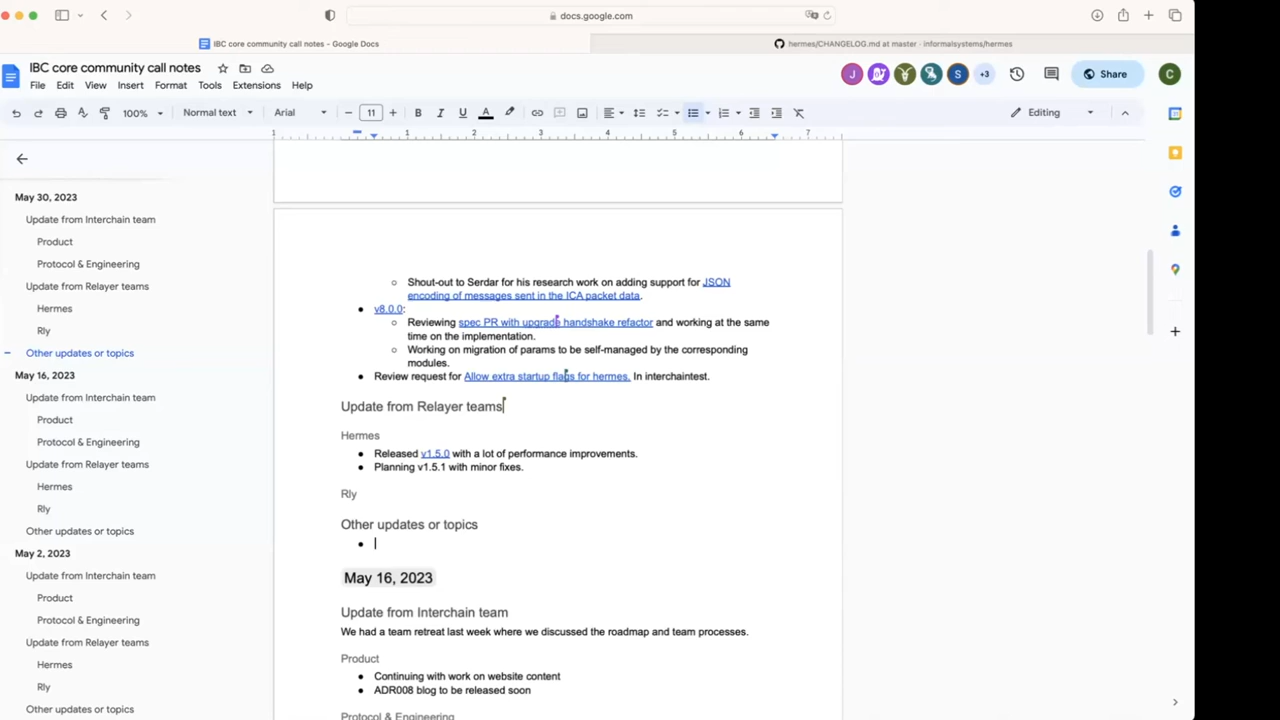 docs.google.com
IBC core community call notes - Google Docs
hermes/CHANGELOG.md at master · informalsystems/hermes
IBC core community call notes
File Edit View Insert Format Tools Extensions Help
J
S
+3
Share
C
100%
Normal text
Arial
11
B I U A
Editing
1 1 2 3 4 5 6 7
May 30, 2023
Update from Interchain team
Product
Protocol & Engineering
Update from Relayer teams
Hermes
Rly
Other updates or topics
May 16, 2023
Update from Interchain team
Product
Protocol & Engineering
Update from Relayer teams
Hermes
Rly
Other updates or topics
May 2, 2023
Update from Interchain team
Product
Protocol & Engineering
Update from Relayer teams
Hermes
Rly
Other updates or topics
Shout-out to Serdar for his research work on adding support for JSON
encoding of messages sent in the ICA packet data.
v8.0.0:
Reviewing spec PR with upgrade handshake refactor and working at the same
time on the implementation.
Working on migration of params to be self-managed by the corresponding
modules.
Review request for Allow extra startup flags for hermes. In interchaintest.
Update from Relayer teams
Hermes
Released v1.5.0 with a lot of performance improvements.
Planning v1.5.1 with minor fixes.
Rly
Other updates or topics
May 16, 2023
Update from Interchain team
We had a team retreat last week where we discussed the roadmap and team processes.
Product
Continuing with work on website content
ADR008 blog to be released soon
Protocol & Engineering